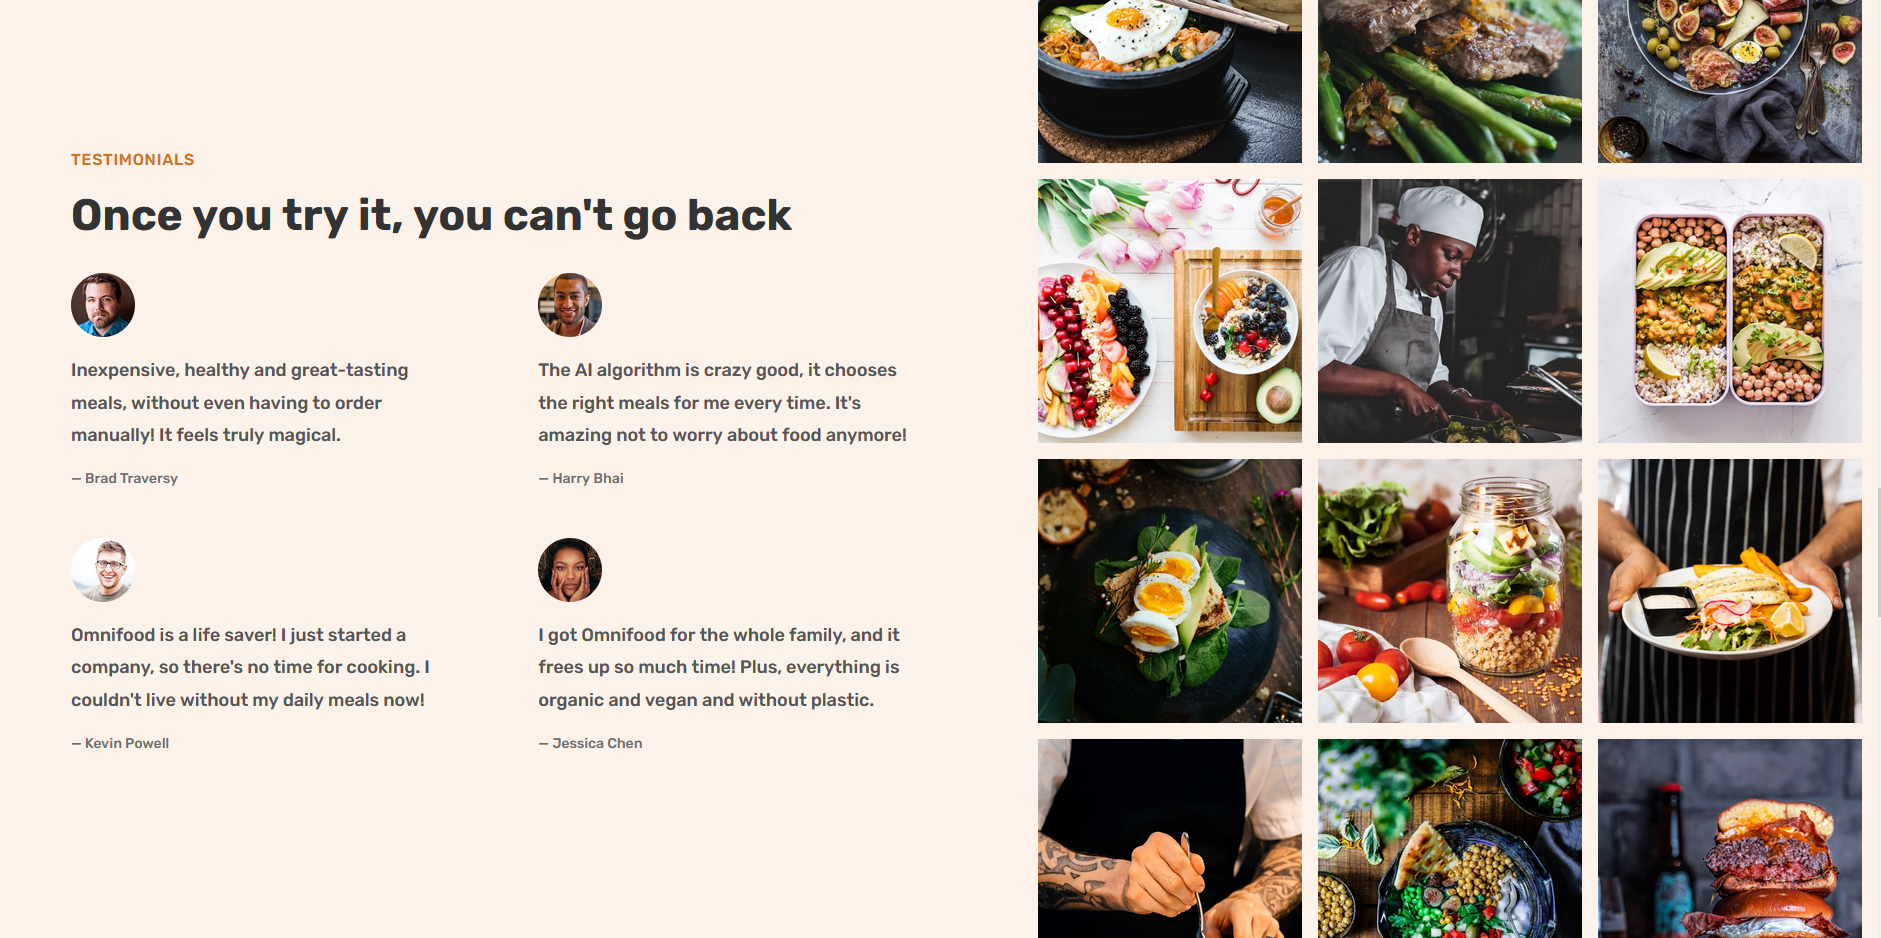 TESTIMONIALS
Once you try it, you can't go back
Inexpensive, healthy and great-tasting
meals, without even having to order
manually! It feels truly magical.
— Brad Traversy
The AI algorithm is crazy good, it chooses
the right meals for me every time. It's
amazing not to worry about food anymore!
— Harry Bhai
Omnifood is a life saver! I just started a
company, so there's no time for cooking. I
couldn't live without my daily meals now!
— Kevin Powell
I got Omnifood for the whole family, and it
frees up so much time! Plus, everything is
organic and vegan and without plastic.
— Jessica Chen